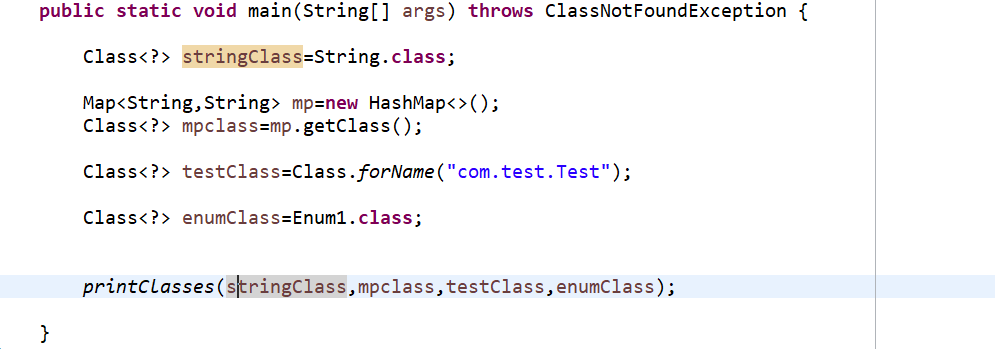 public static void main(String[] args) throws ClassNotFoundException {
Class<?> stringClass=String.class;
Map<String,String> mp=new HashMap<>();
Class<?> mpclass=mp.getClass();
Class<?> testClass=Class.forName("com.test.Test");
Class<?> enumClass=Enum1.class;
printClasses(stringClass,mpclass,testClass,enumClass);
}